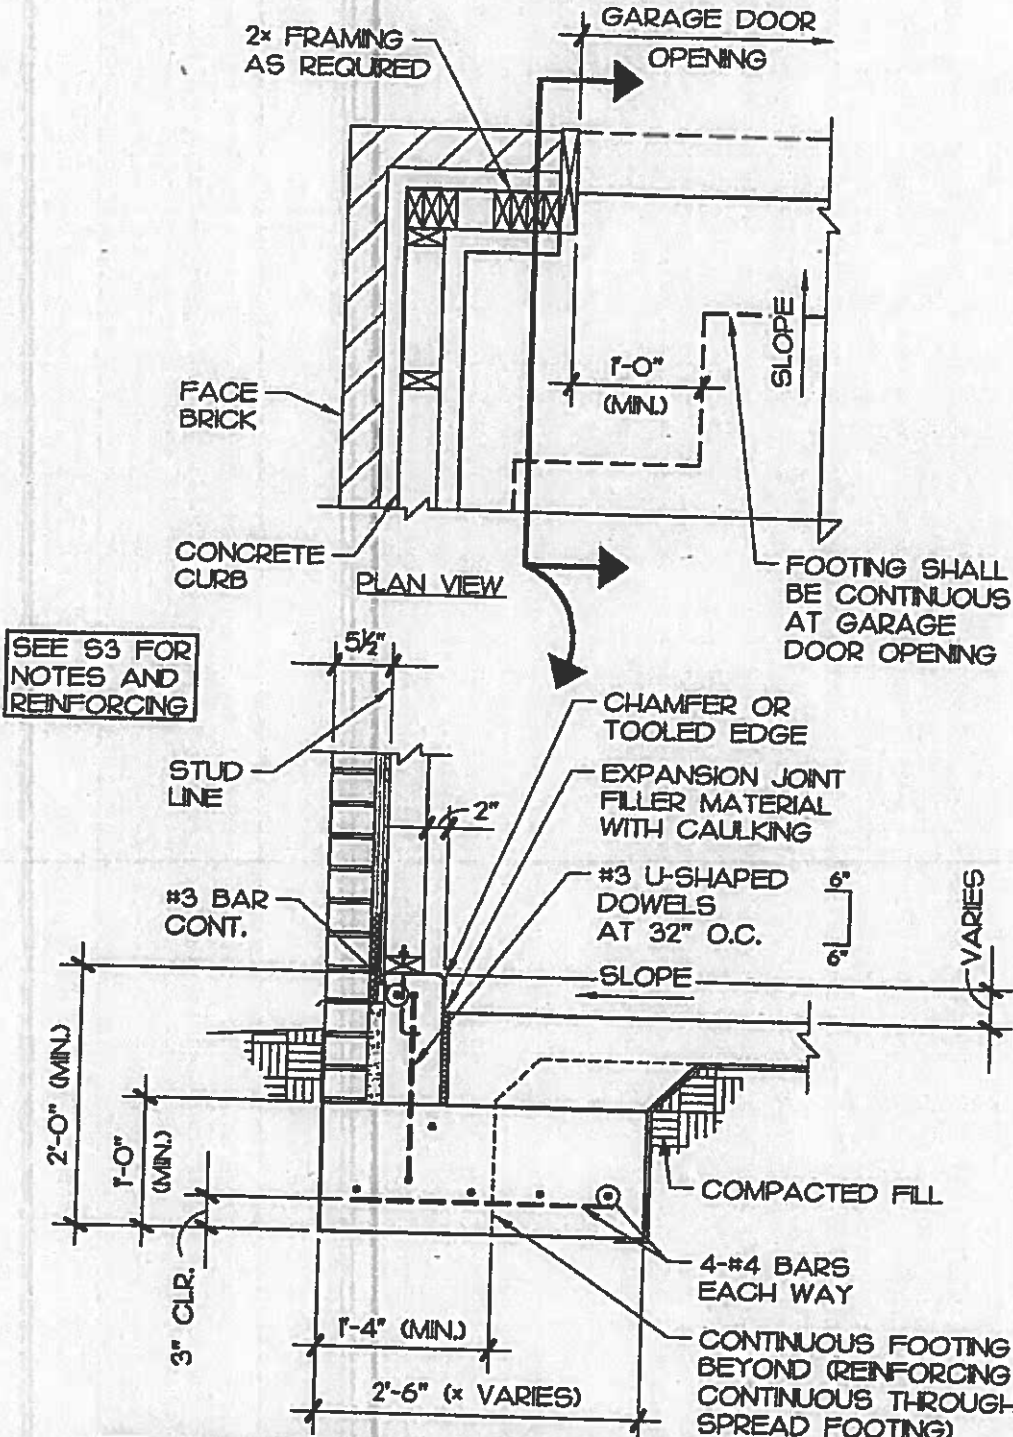 GARAGE DOOR
OPENING
2x FRAMING
AS REQUIRED
SLOPE
1'-0"
(MIN.)
FACE
BRICK
CONCRETE
CURB
PLAN VIEW
FOOTING SHALL
BE CONTINUOUS
AT GARAGE
DOOR OPENING
SEE S3 FOR
NOTES AND
REINFORCING
5½"
CHAMFER OR
TOOLED EDGE
STUD
LINE
EXPANSION JOINT
FILLER MATERIAL
WITH CAULKING
2"
#3 U-SHAPED
DOWELS
AT 32" O.C.
6"
6"
VARIES
#3 BAR
CONT.
SLOPE
2'-0" (MIN.)
1'-0"
(MIN.)
3" CLR.
COMPACTED FILL
4-#4 BARS
EACH WAY
1'-4" (MIN.)
2'-6" (x VARIES)
CONTINUOUS FOOTING
BEYOND (REINFORCING
CONTINUOUS THROUGH
SPREAD FOOTING)